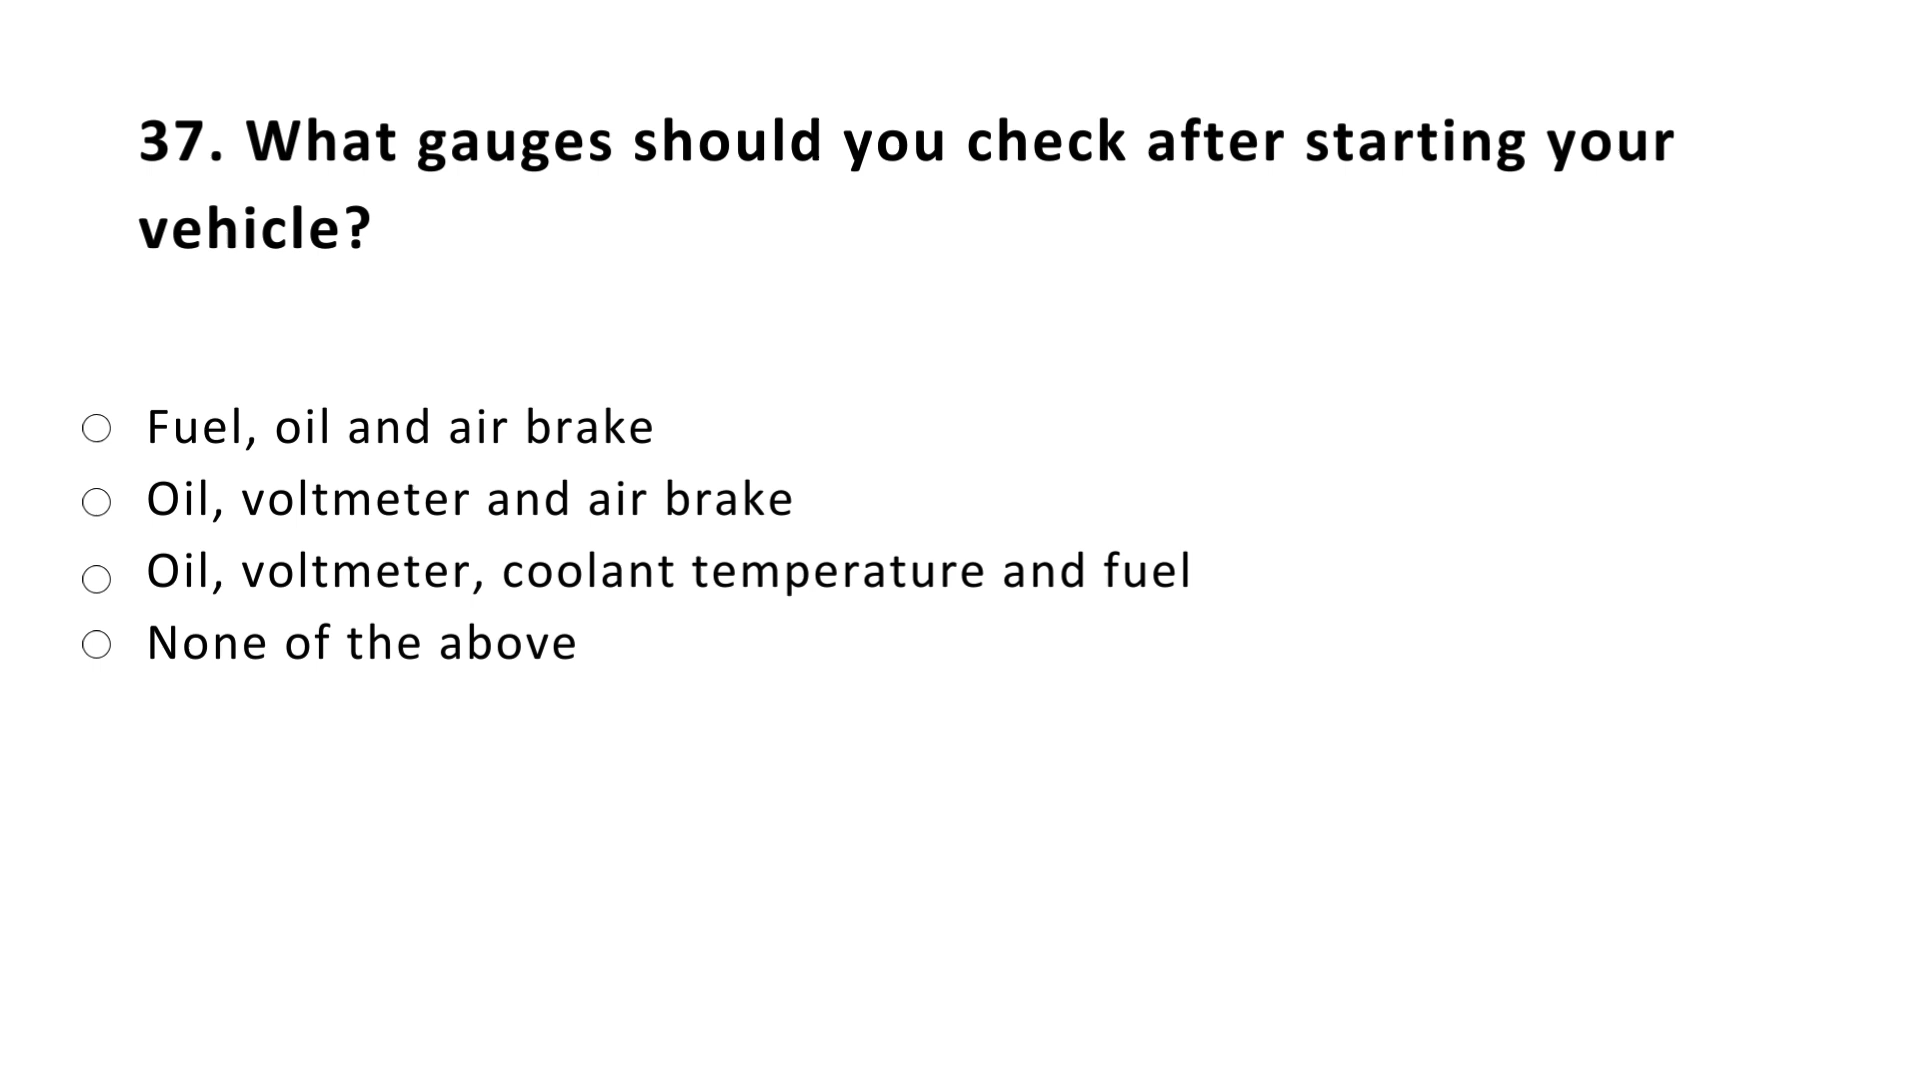 37. What gauges should you check after starting your
vehicle?
Fuel, oil and air brake
Oil, voltmeter and air brake
Oil, voltmeter, coolant temperature and fuel
None of the above